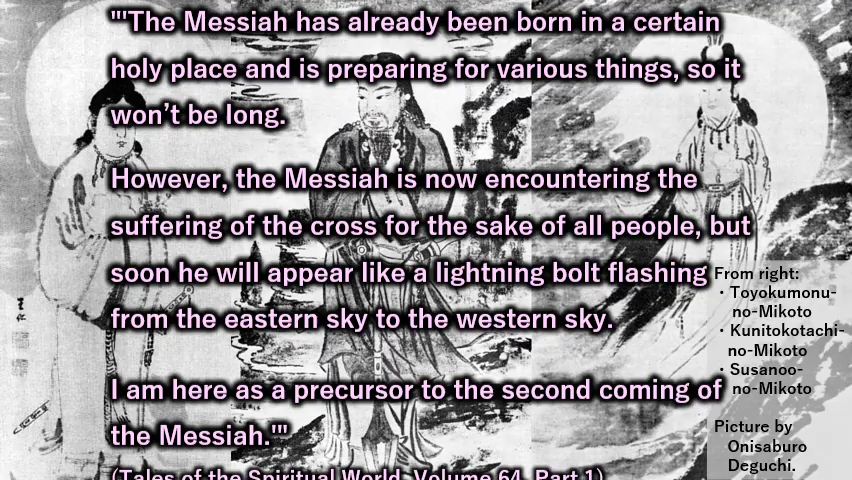 "'The Messiah has already been born in a certain
holy place and is preparing for various things, so it
won't be long.
However, the Messiah is now encountering the
suffering of the cross for the sake of all people, but
soon he will appear like a lightning bolt flashing
from the eastern sky to the western sky.
I am here as a precursor to the second coming of
the Messiah.'"
(Tales of the Spiritual World, Volume 64, Part 1)
From right:
・Toyokumonu-
no-Mikoto
・Kunitokotachi-
no-Mikoto
・Susanoo-
no-Mikoto
Picture by
Onisaburo
Deguchi.